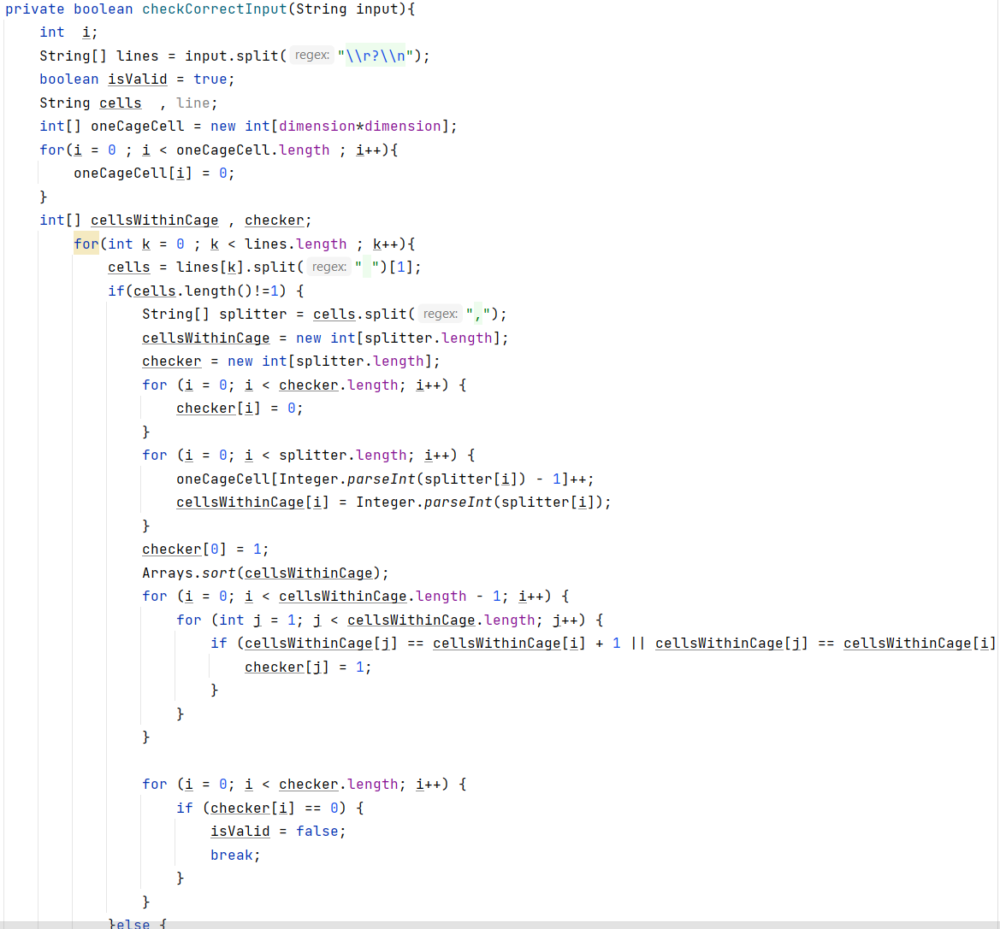 private boolean checkCorrectInput(String input){
    int  i;
    String[] lines = input.split( regex: "\\r?\\n");
    boolean isValid = true;
    String cells  , line;
    int[] oneCageCell = new int[dimension*dimension];
    for(i = 0 ; i < oneCageCell.length ; i++){
        oneCageCell[i] = 0;
    }
    int[] cellsWithinCage , checker;
        for(int k = 0 ; k < lines.length ; k++){
            cells = lines[k].split( regex: " ")[1];
            if(cells.length()!=1) {
                String[] splitter = cells.split( regex: ",");
                cellsWithinCage = new int[splitter.length];
                checker = new int[splitter.length];
                for (i = 0; i < checker.length; i++) {
                    checker[i] = 0;
                }
                for (i = 0; i < splitter.length; i++) {
                    oneCageCell[Integer.parseInt(splitter[i]) - 1]++;
                    cellsWithinCage[i] = Integer.parseInt(splitter[i]);
                }
                checker[0] = 1;
                Arrays.sort(cellsWithinCage);
                for (i = 0; i < cellsWithinCage.length - 1; i++) {
                    for (int j = 1; j < cellsWithinCage.length; j++) {
                        if (cellsWithinCage[j] == cellsWithinCage[i] + 1 || cellsWithinCage[j] == cellsWithinCage[i]
                            checker[j] = 1;
                        }
                    }
                }

                for (i = 0; i < checker.length; i++) {
                    if (checker[i] == 0) {
                        isValid = false;
                        break;
                    }
                }
            }else {